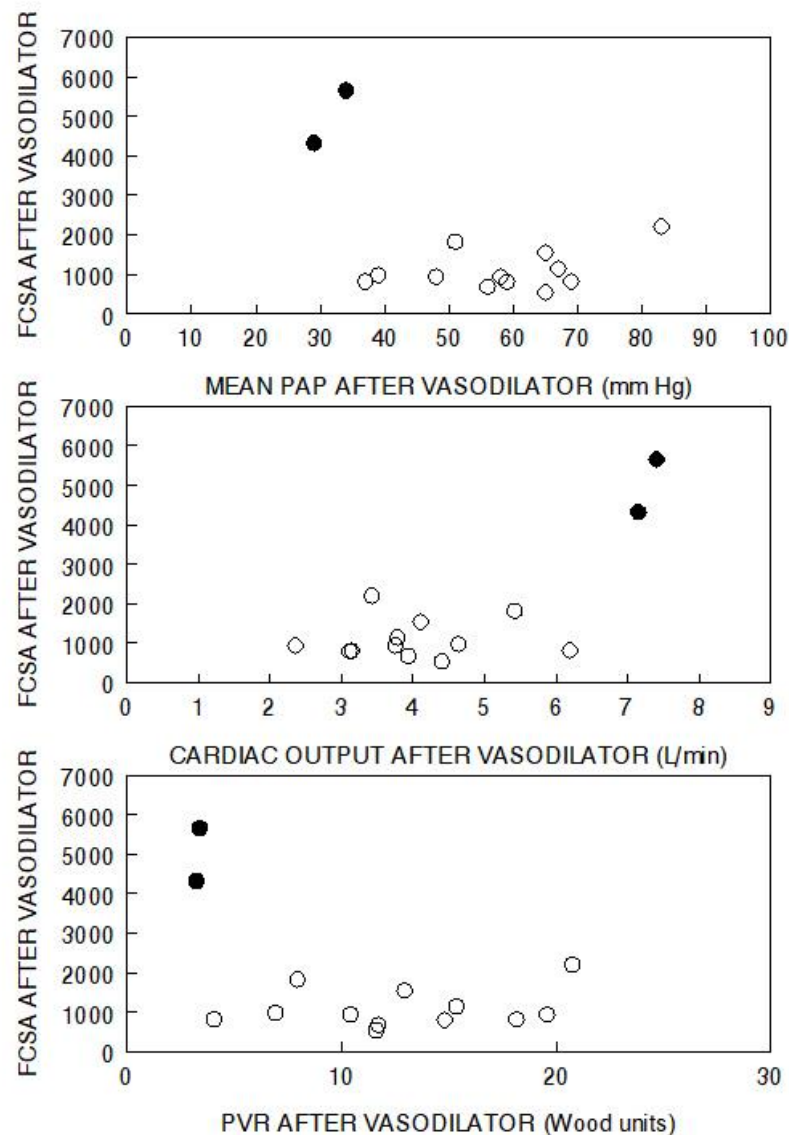 FCSA AFTER VASODILATOR
7000
6000
5000
4000
3000
2000
1000
0
0 10 20 30 40 50 60 70 80 90 100
MEAN PAP AFTER VASODILATOR (mm Hg)
FCSA AFTER VASODILATOR
7000
6000
5000
4000
3000
2000
1000
0
0 1 2 3 4 5 6 7 8 9
CARDIAC OUTPUT AFTER VASODILATOR (L/min)
FCSA AFTER VASODILATOR
7000
6000
5000
4000
3000
2000
1000
0
0 10 20 30
PVR AFTER VASODILATOR (Wood units)